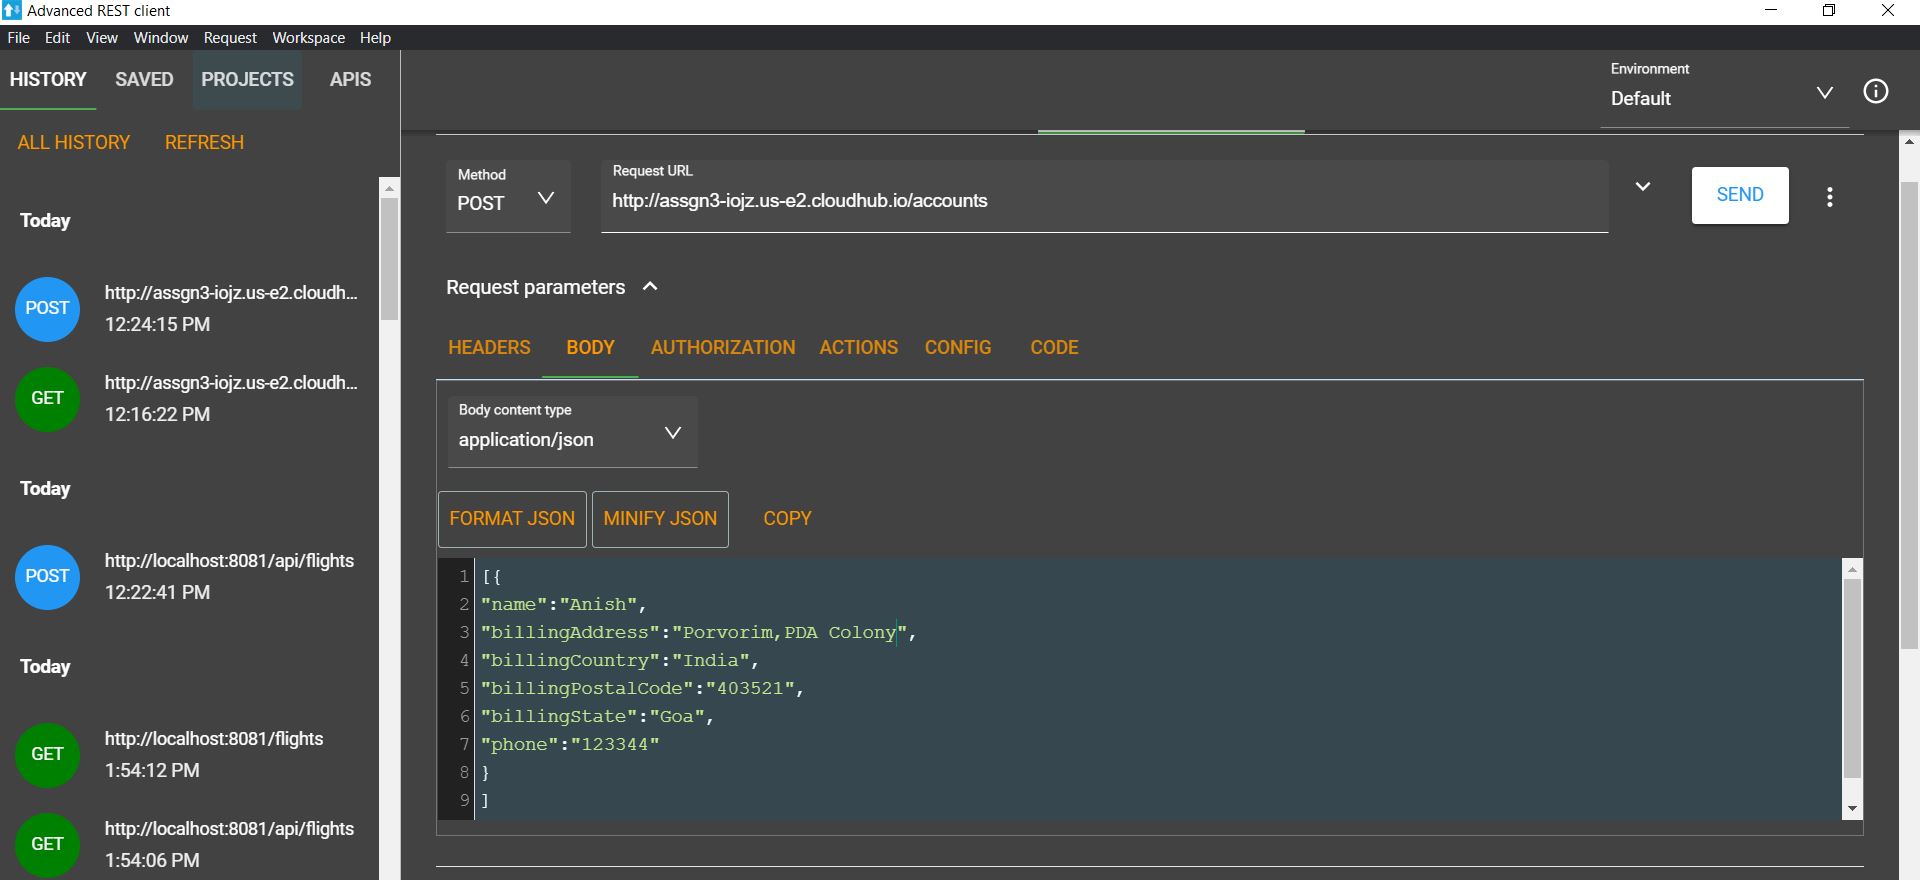 Advanced REST client
File Edit View Window Request Workspace Help
HISTORY SAVED PROJECTS APIS
ALL HISTORY REFRESH
Today
POST http://assgn3-iojz.us-e2.cloudh...
12:24:15 PM
GET http://assgn3-iojz.us-e2.cloudh...
12:16:22 PM
Today
POST http://localhost:8081/api/flights
12:22:41 PM
Today
GET http://localhost:8081/flights
1:54:12 PM
GET http://localhost:8081/api/flights
1:54:06 PM
Environment
Default
Method
POST
Request URL
http://assgn3-iojz.us-e2.cloudhub.io/accounts
SEND
Request parameters
HEADERS BODY AUTHORIZATION ACTIONS CONFIG CODE
Body content type
application/json
FORMAT JSON MINIFY JSON COPY
1 [{
2 "name":"Anish",
3 "billingAddress":"Porvorim,PDA Colony",
4 "billingCountry":"India",
5 "billingPostalCode":"403521",
6 "billingState":"Goa",
7 "phone":"123344"
8 }
9 ]